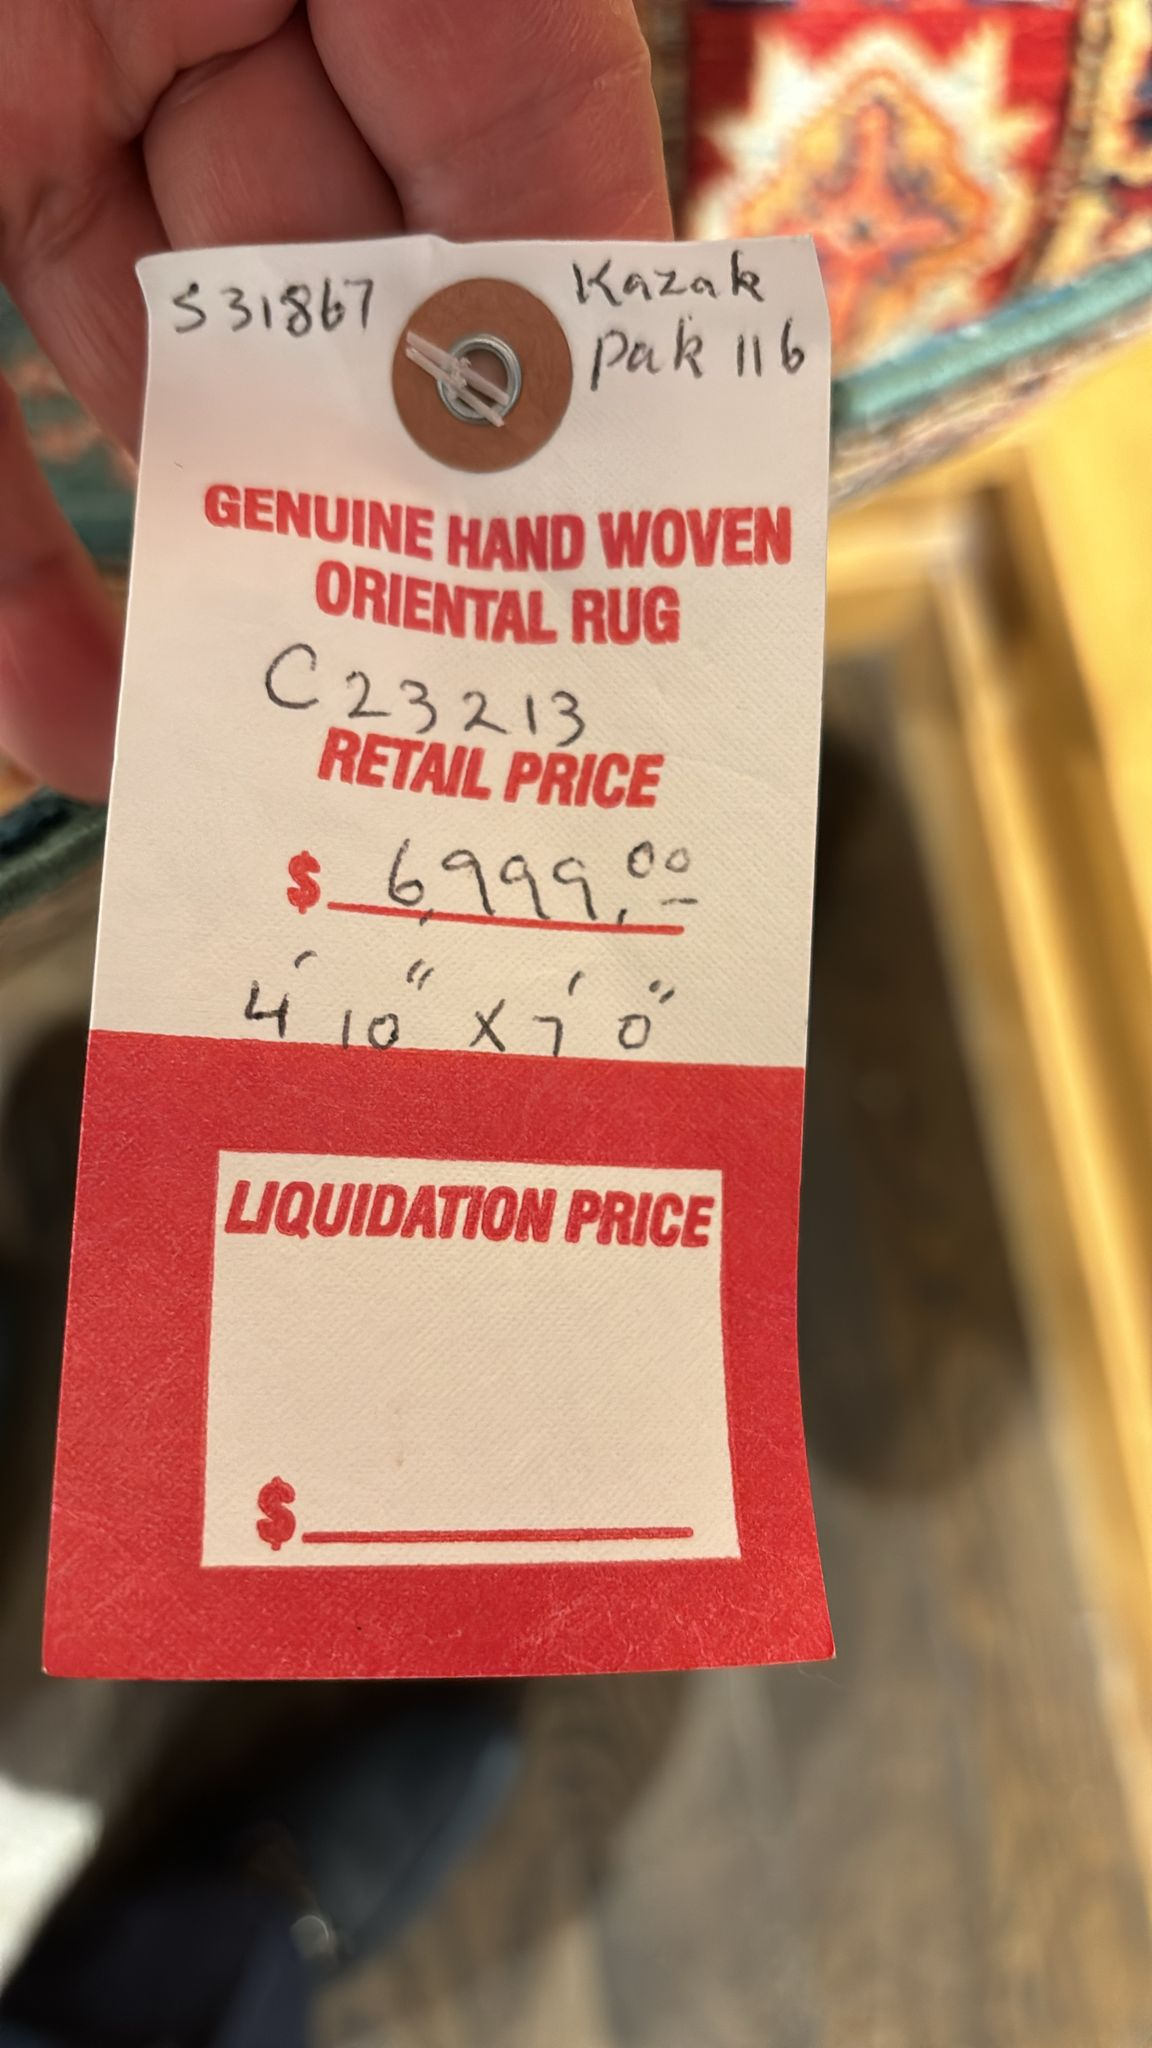 S31867
Kazak
Pak 116
GENUINE HAND WOVEN
ORIENTAL RUG
C23213
RETAIL PRICE
$ 6,999.00
4' 10" x 7' 0"
LIQUIDATION PRICE
$